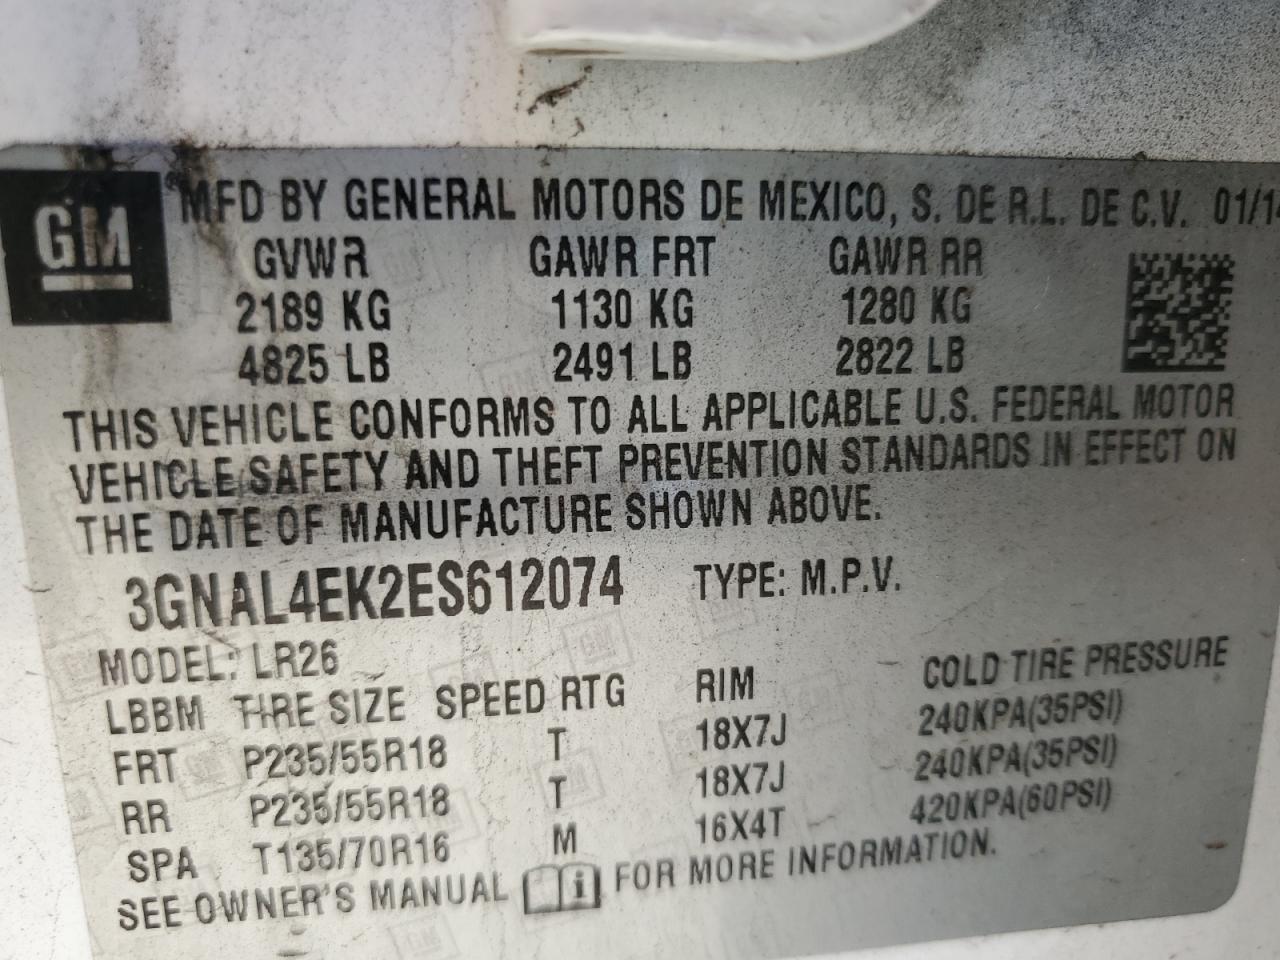 GM
MFD BY GENERAL MOTORS DE MEXICO, S. DE R.L. DE C.V. 01/1
GVWR GAWR FRT GAWR RR
2189 KG 1130 KG 1280 KG
4825 LB 2491 LB 2822 LB
THIS VEHICLE CONFORMS TO ALL APPLICABLE U.S. FEDERAL MOTOR
VEHICLE SAFETY AND THEFT PREVENTION STANDARDS IN EFFECT ON
THE DATE OF MANUFACTURE SHOWN ABOVE.
3GNAL4EK2ES612074 TYPE: M.P.V.
MODEL: LR26
LBBM TIRE SIZE SPEED RTG RIM COLD TIRE PRESSURE
FRT P235/55R18 T 18X7J 240KPA(35PSI)
RR P235/55R18 T 18X7J 240KPA(35PSI)
SPA T135/70R16 M 16X4T 420KPA(60PSI)
SEE OWNER'S MANUAL FOR MORE INFORMATION.